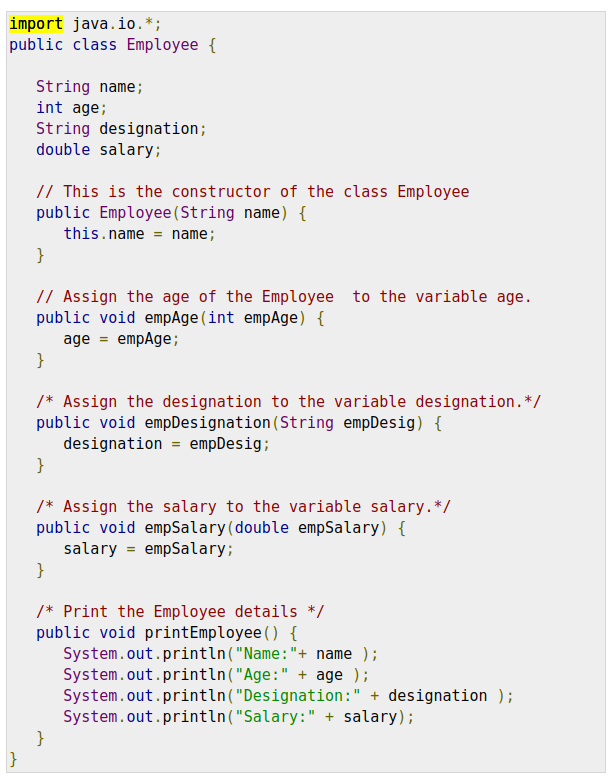 import java.io.*;
public class Employee {

   String name;
   int age;
   String designation;
   double salary;

   // This is the constructor of the class Employee
   public Employee(String name) {
      this.name = name;
   }

   // Assign the age of the Employee  to the variable age.
   public void empAge(int empAge) {
      age = empAge;
   }

   /* Assign the designation to the variable designation.*/
   public void empDesignation(String empDesig) {
      designation = empDesig;
   }

   /* Assign the salary to the variable salary.*/
   public void empSalary(double empSalary) {
      salary = empSalary;
   }

   /* Print the Employee details */
   public void printEmployee() {
      System.out.println("Name:"+ name );
      System.out.println("Age:" + age );
      System.out.println("Designation:" + designation );
      System.out.println("Salary:" + salary);
   }
}